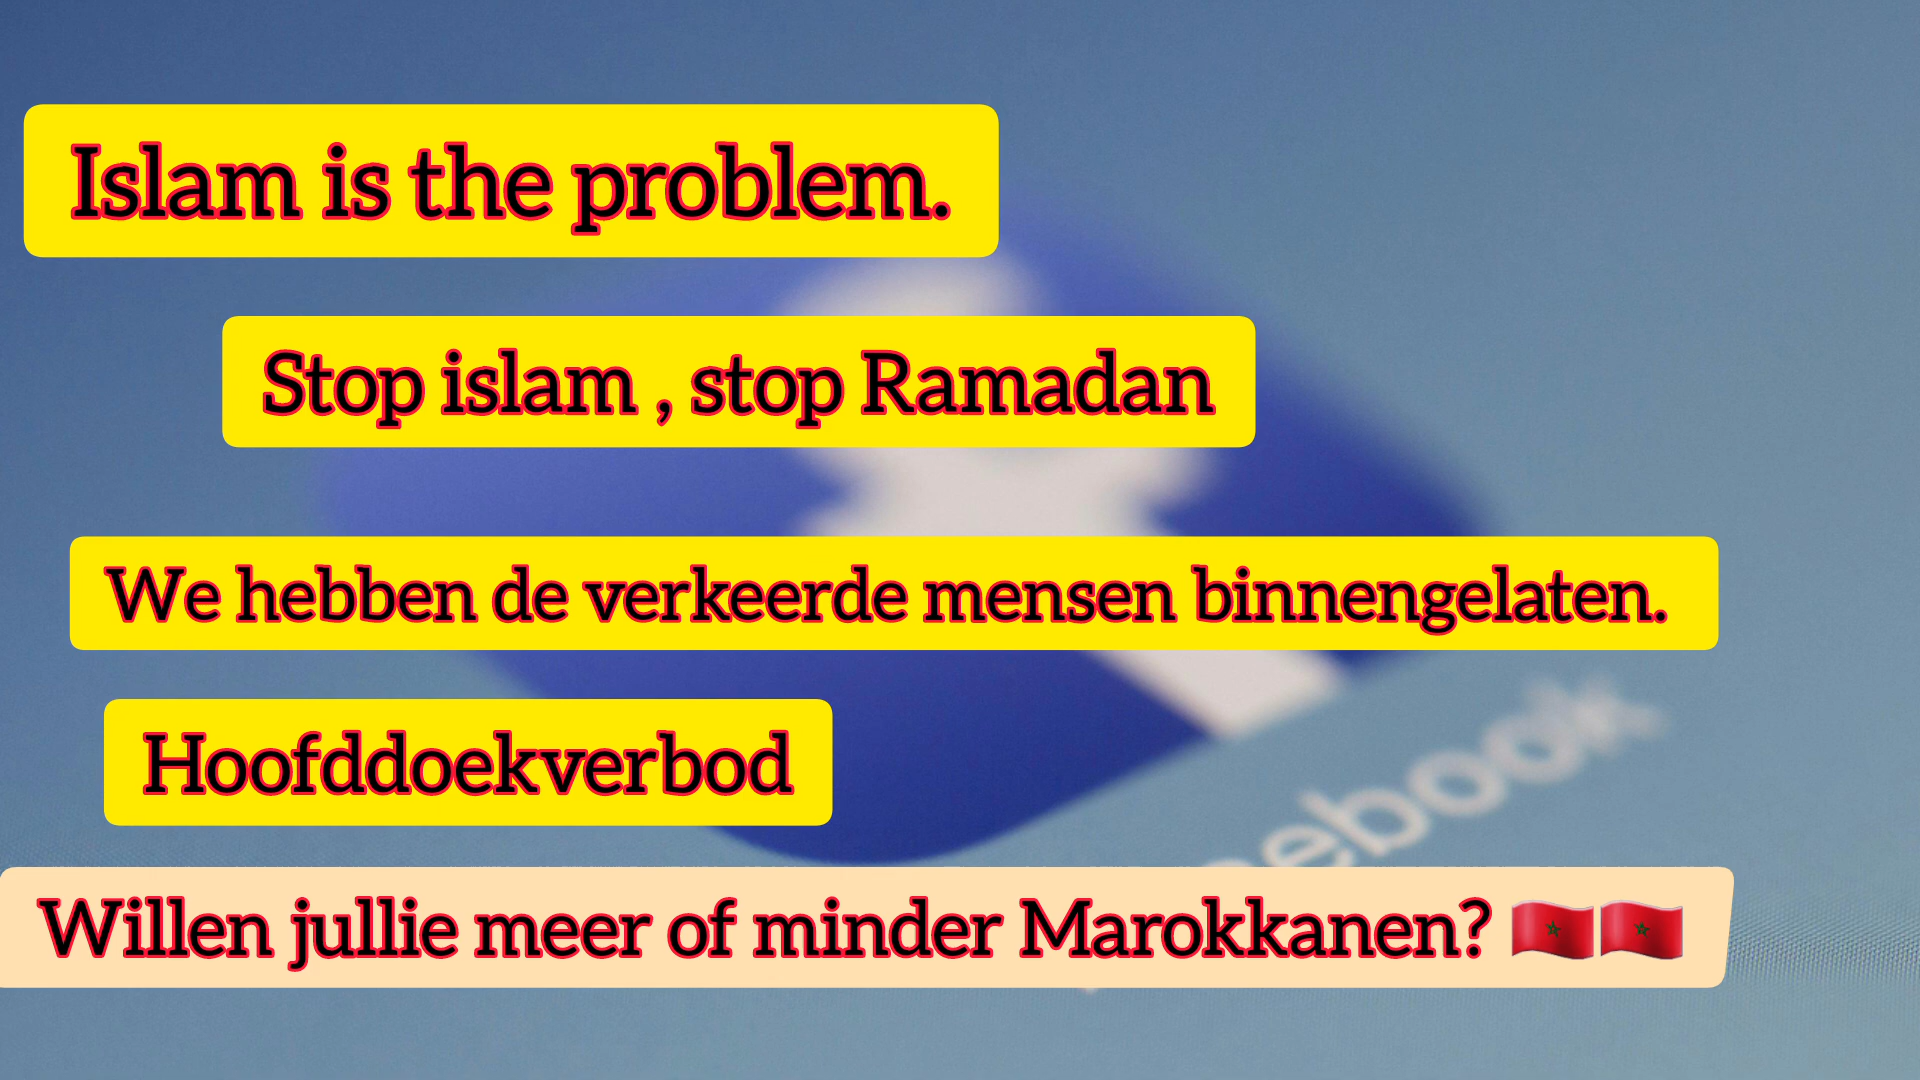 Islam is the problem.
Stop islam , stop Ramadan
We hebben de verkeerde mensen binnengelaten.
Hoofddoekverbod
ebook
Willen jullie meer of minder Marokkanen? 🇲🇦🇲🇦